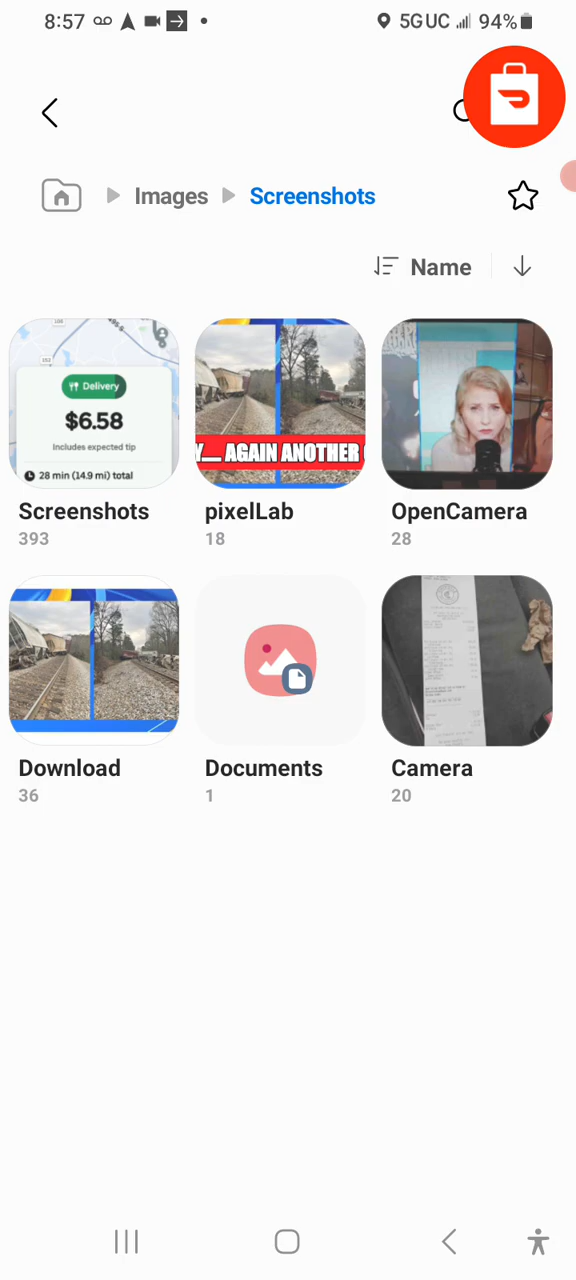 8:57
5G UC 94%
Images Screenshots
Name
Delivery
$6.58
Includes expected tip
28 min (14.9 mi) total
Y.... AGAIN ANOTHER
Screenshots
393
pixelLab
18
OpenCamera
28
Download
36
Documents
1
Camera
20